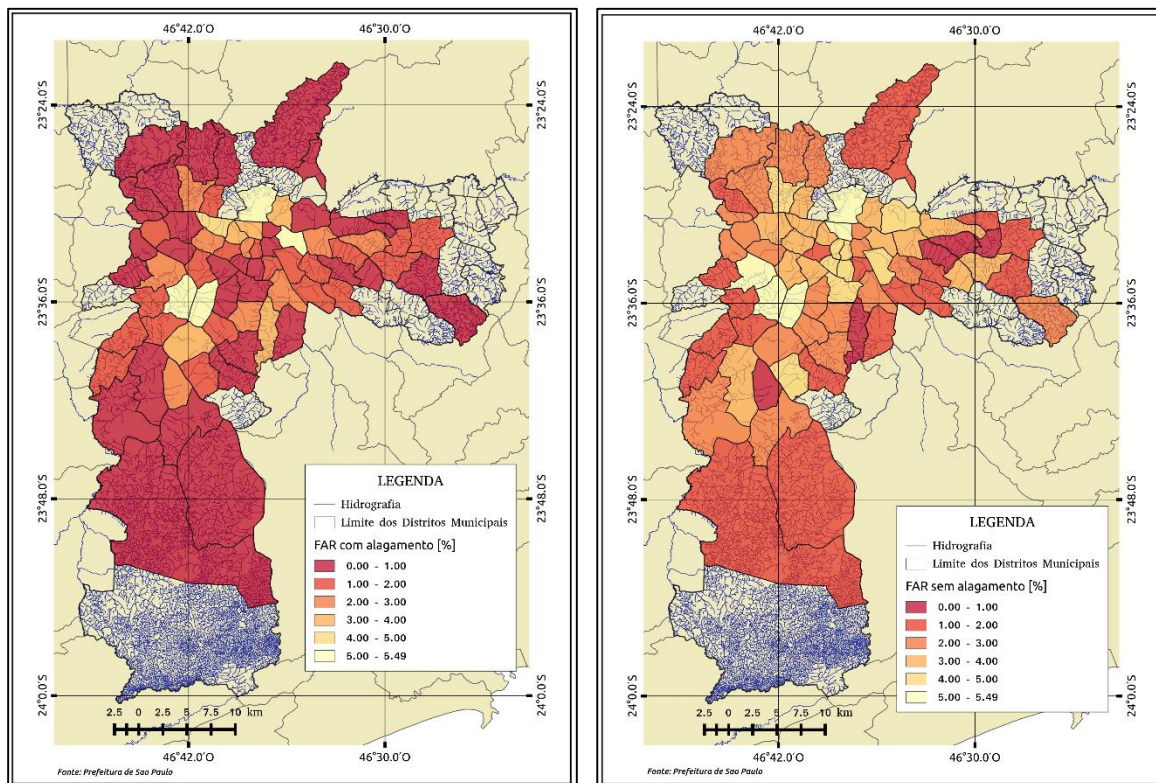 46°42.0'O
46°30.0'O
23°24.0'S
23°24.0'S
23°36.0'S
23°36.0'S
23°48.0'S
23°48.0'S
24°0.0'S
24°0.0'S
LEGENDA
Hidrografia
Limite dos Distritos Municipais
FAR com alagamento [%]
0.00 - 1.00
1.00 - 2.00
2.00 - 3.00
3.00 - 4.00
4.00 - 5.00
5.00 - 5.49
2.5 0 2.5 5 7.5 10 km
46°42.0'O
46°30.0'O
Fonte: Prefeitura de Sao Paulo
46°42.0'O
46°30.0'O
23°24.0'S
23°24.0'S
23°36.0'S
23°36.0'S
23°48.0'S
23°48.0'S
24°0.0'S
24°0.0'S
LEGENDA
Hidrografia
Limite dos Distritos Municipais
FAR sem alagamento [%]
0.00 - 1.00
1.00 - 2.00
2.00 - 3.00
3.00 - 4.00
4.00 - 5.00
5.00 - 5.49
2.5 0 2.5 5 7.5 10 km
46°42.0'O
46°30.0'O
Fonte: Prefeitura de Sao Paulo